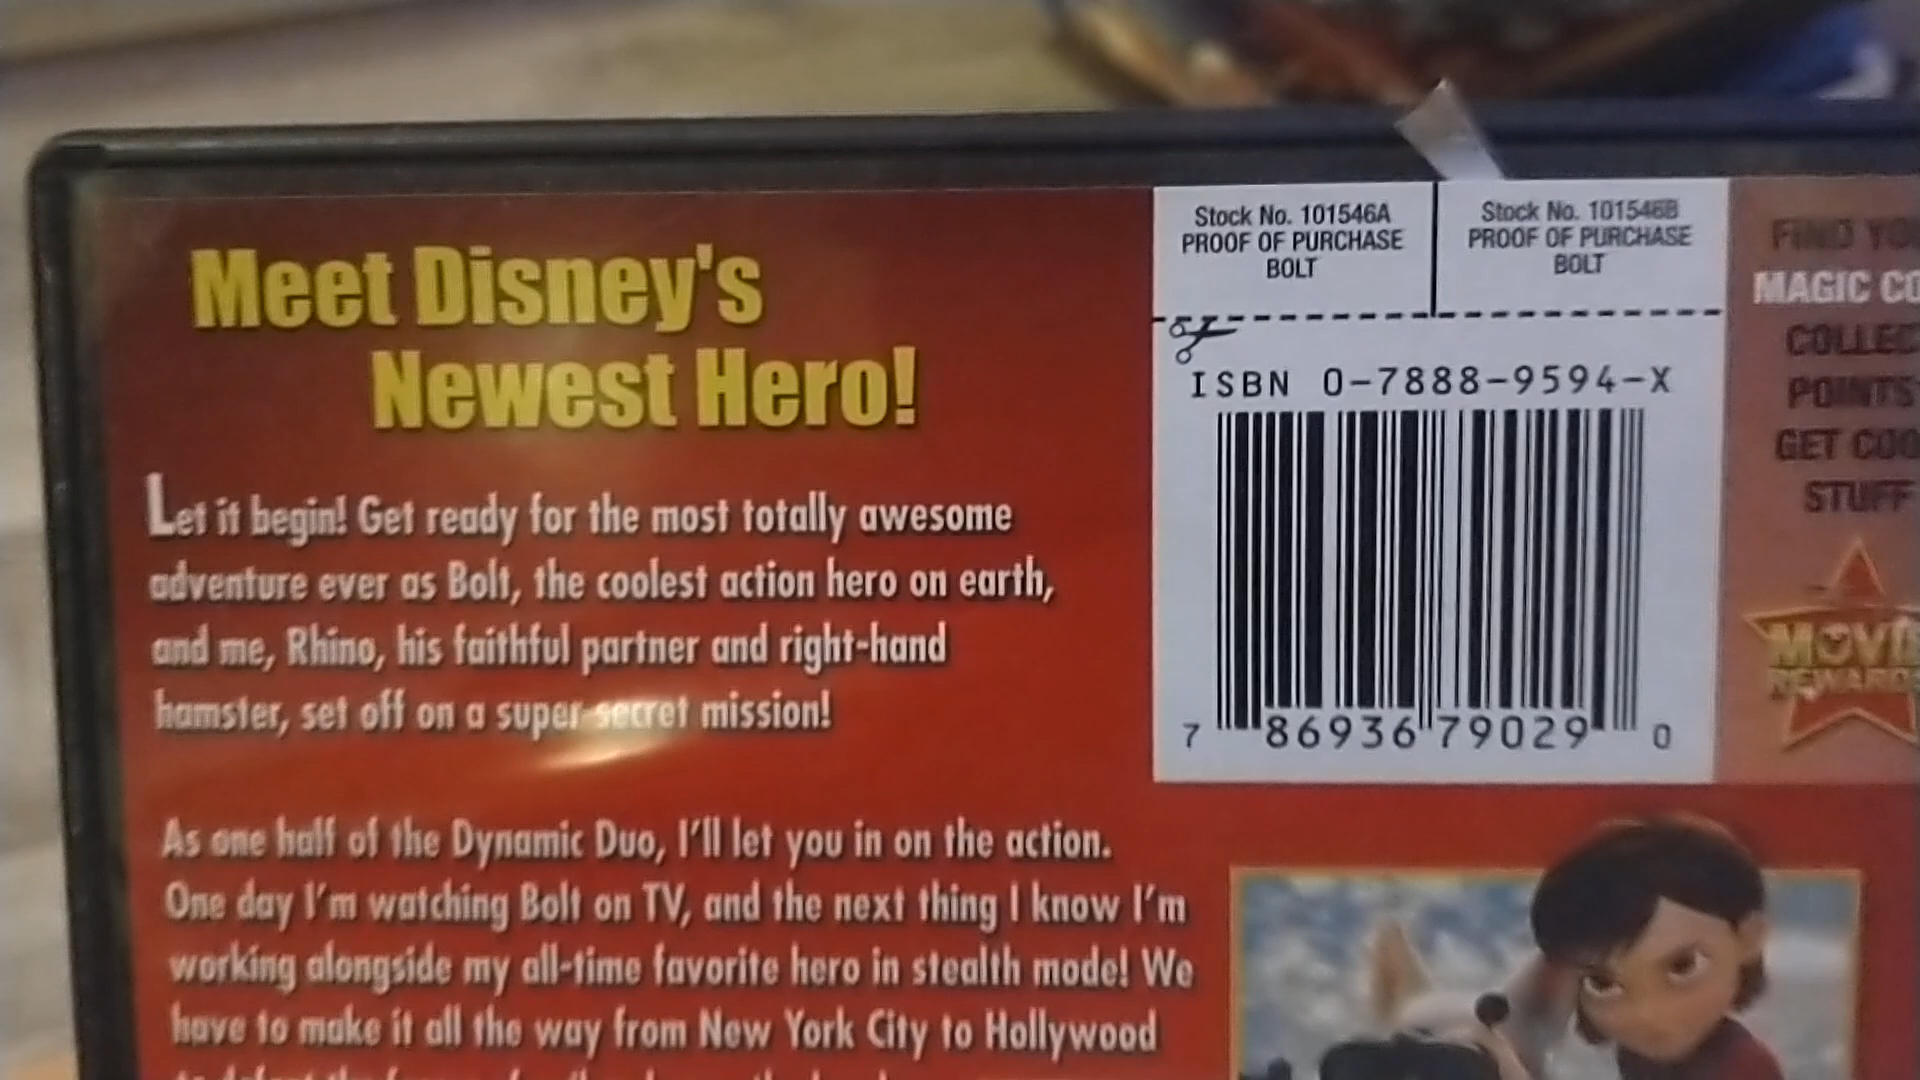 Meet Disney's
Newest Hero!
Let it begin! Get ready for the most totally awesome
adventure ever as Bolt, the coolest action hero on earth,
and me, Rhino, his faithful partner and right-hand
hamster, set off on a super secret mission!
As one half of the Dynamic Duo, I'll let you in on the action.
One day I'm watching Bolt on TV, and the next thing I know I'm
working alongside my all-time favorite hero in stealth mode! We
have to make it all the way from New York City to Hollywood
Stock No. 101546A
PROOF OF PURCHASE
BOLT
Stock No. 101546B
PROOF OF PURCHASE
BOLT
ISBN 0-7888-9594-X
7 86936 79029 0
FIND YO
MAGIC CO
COLLEC
POINTS
GET COO
STUFF
MOVI
REWARD